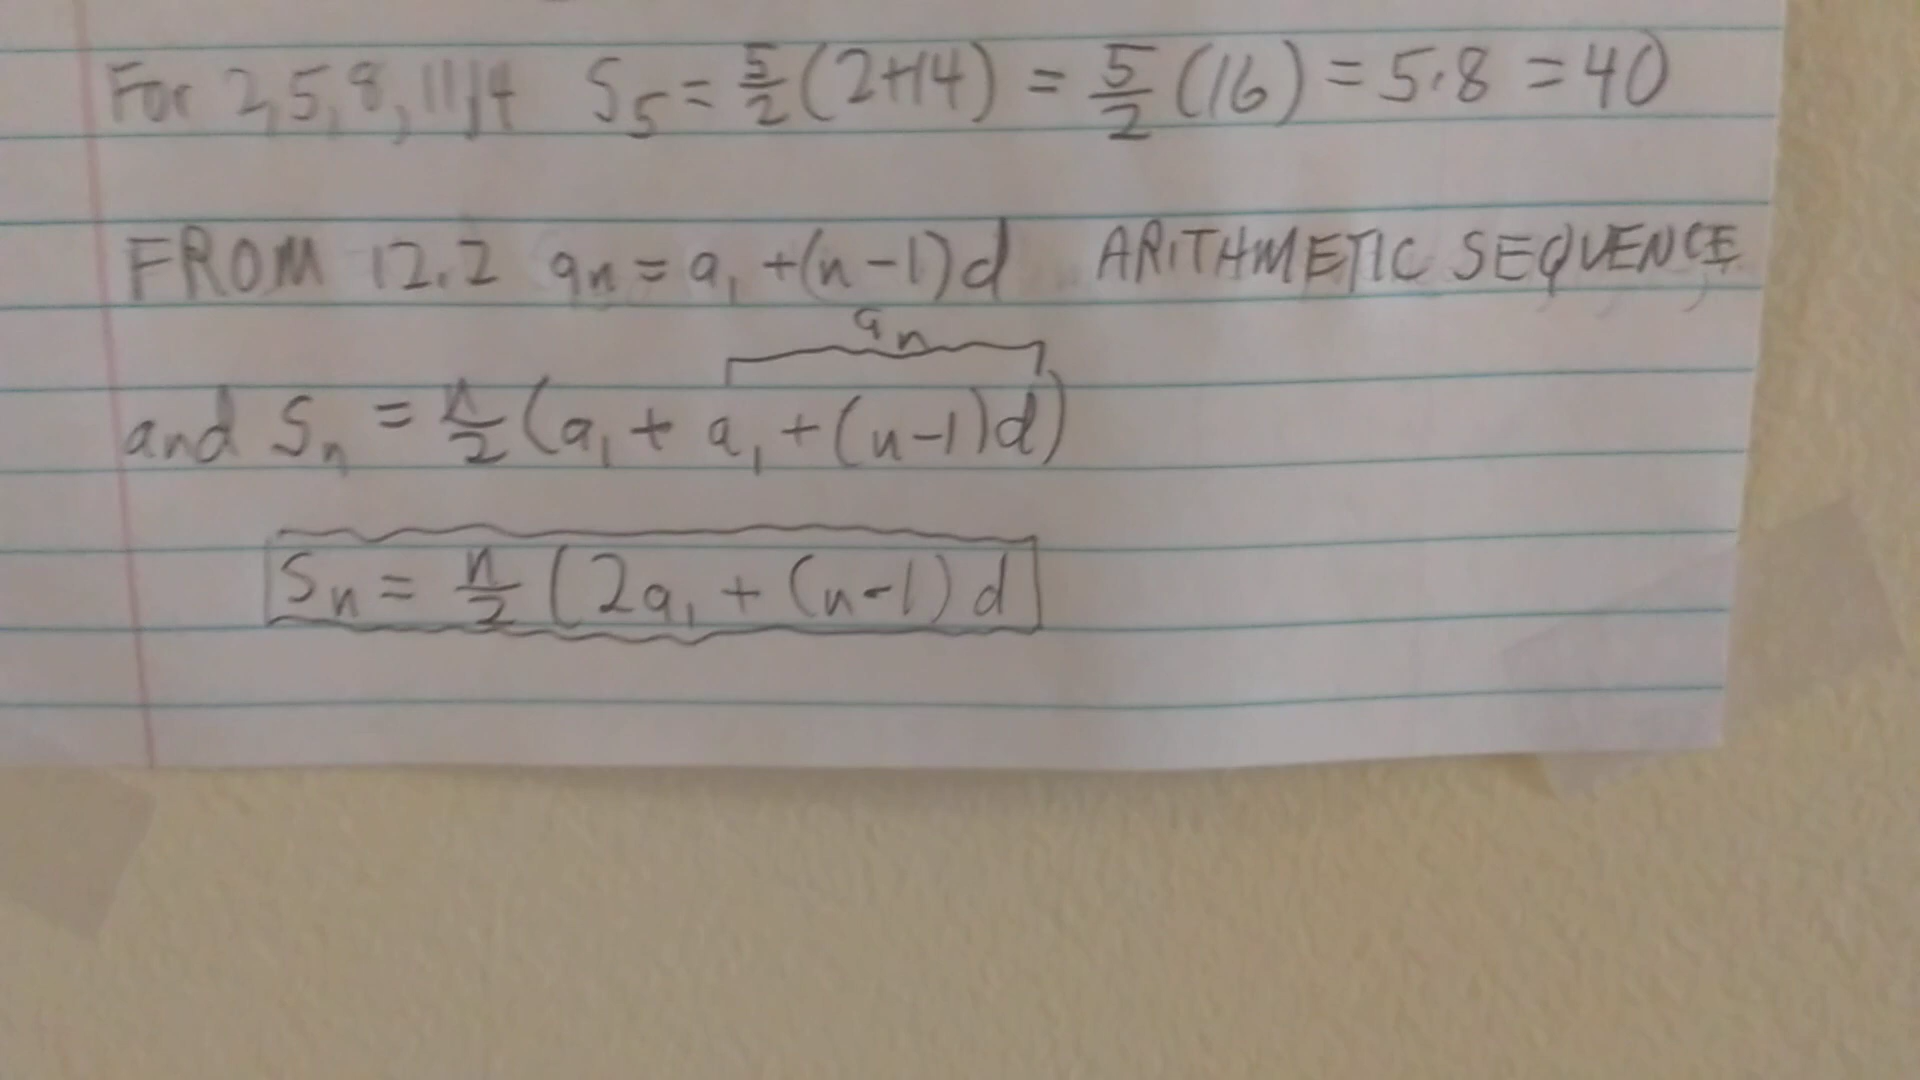 For 2,5,8,11,14 S₅ = 5/2 (2+14) = 5/2 (16) = 5·8 = 40
FROM 12.2 aₙ = a₁ + (n-1)d ARITHMETIC SEQUENCE
aₙ
and Sₙ = n/2 (a₁ + a₁ + (n-1)d)
Sₙ = n/2 (2a₁ + (n-1)d